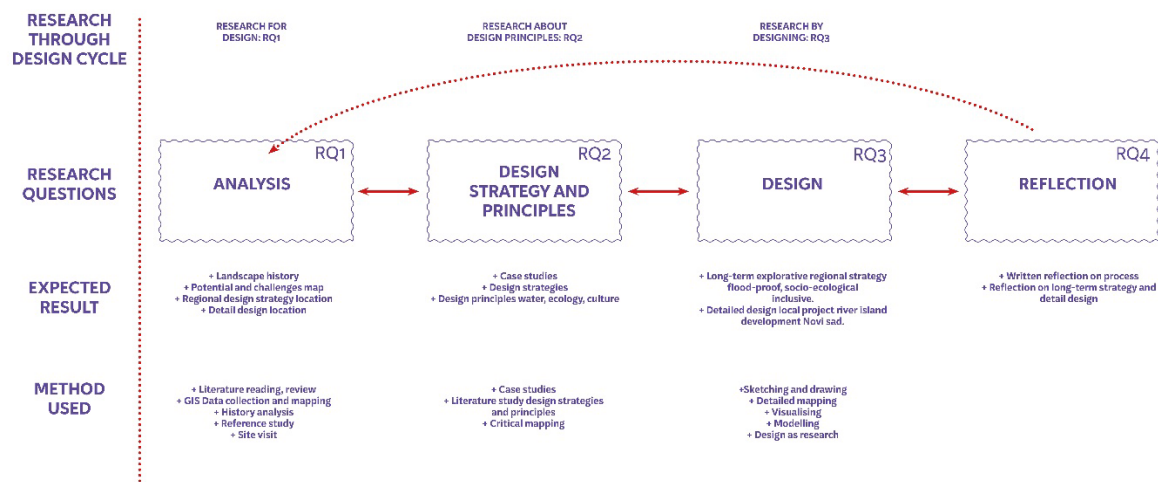 RESEARCH
THROUGH
DESIGN CYCLE
RESEARCH FOR
DESIGN: RQ1
RESEARCH ABOUT
DESIGN PRINCIPLES: RQ2
RESEARCH BY
DESIGNING: RQ3
RESEARCH
QUESTIONS
RQ1
ANALYSIS
RQ2
DESIGN
STRATEGY AND
PRINCIPLES
RQ3
DESIGN
RQ4
REFLECTION
EXPECTED
RESULT
+ Landscape history
+ Potential and challenges map
+ Regional design strategy location
+ Detail design location
+ Case studies
+ Design strategies
+ Design principles water, ecology, culture
+ Long-term explorative regional strategy
flood-proof, socio-ecological
inclusive.
+ Detailed design local project river island
development Novi sad.
+ Written reflection on process
+ Reflection on long-term strategy and
detail design
METHOD
USED
+ Literature reading, review
+ GIS Data collection and mapping
+ History analysis
+ Reference study
+ Site visit
+ Case studies
+ Literature study design strategies
and principles
+ Critical mapping
+Sketching and drawing
+ Detailed mapping
+ Visualising
+ Modelling
+ Design as research